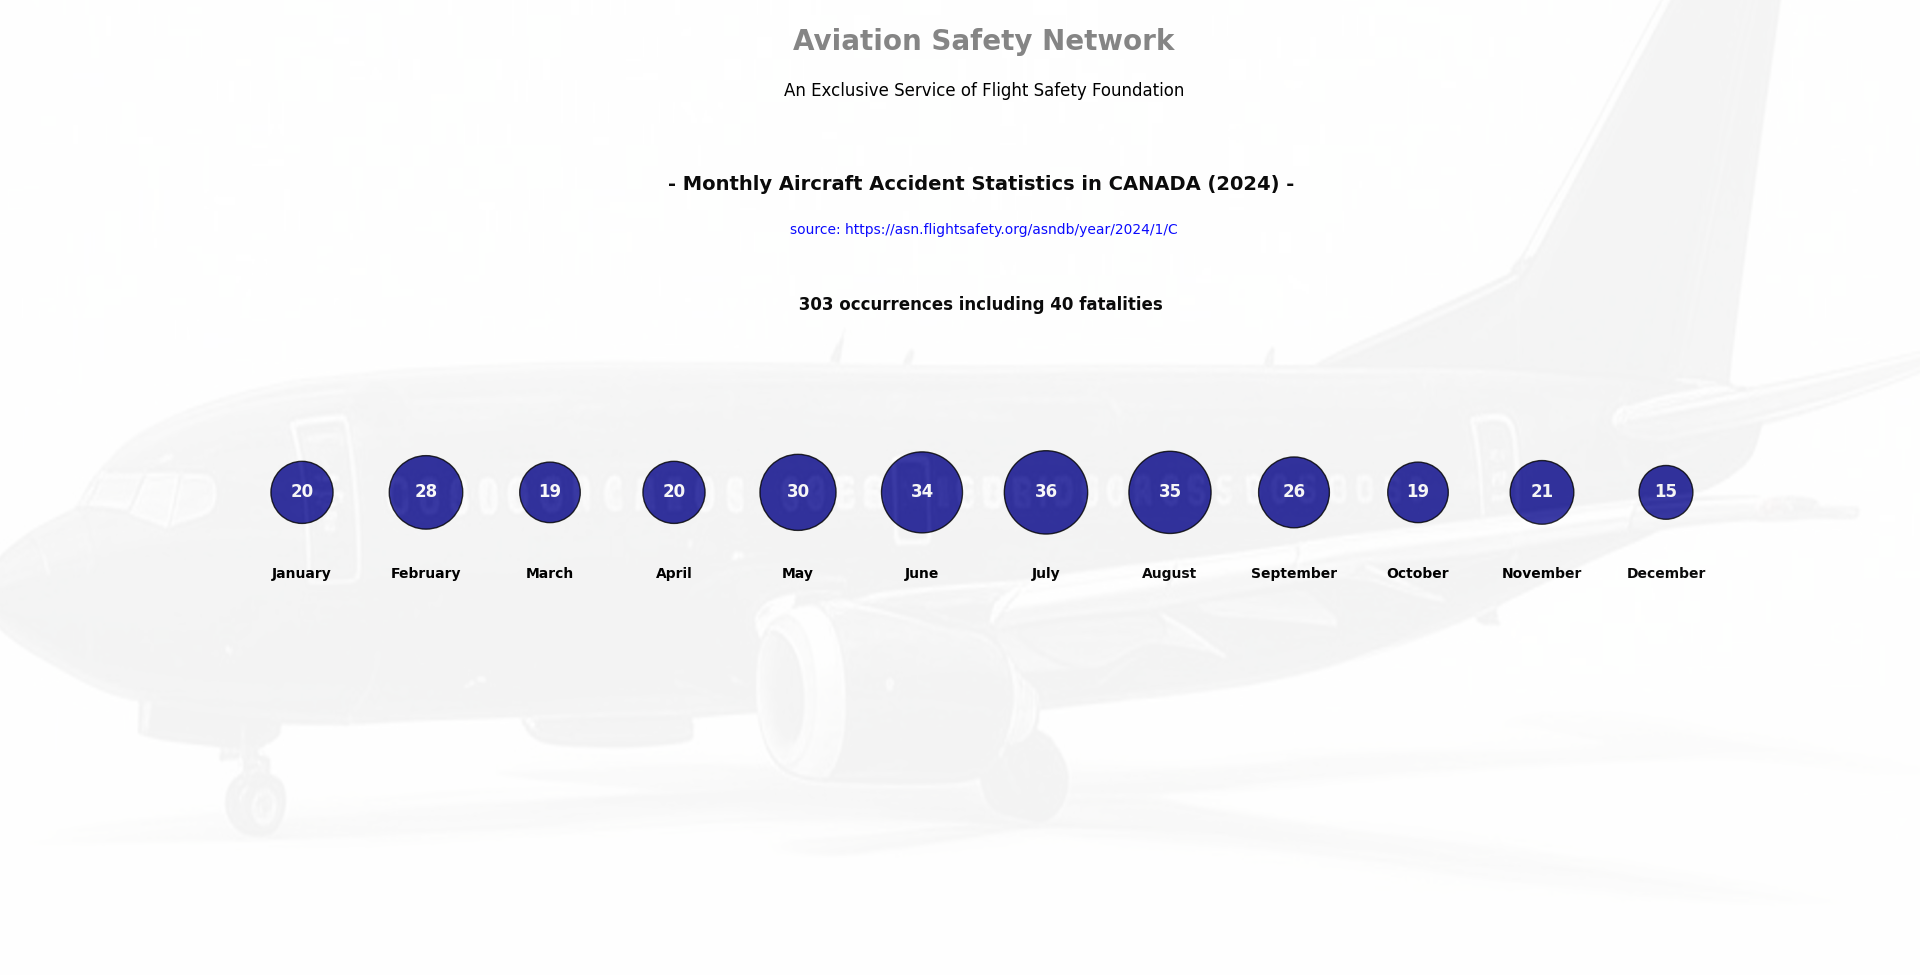 Aviation Safety Network
An Exclusive Service of Flight Safety Foundation
- Monthly Aircraft Accident Statistics in CANADA (2024) -
source: https://asn.flightsafety.org/asndb/year/2024/1/C
303 occurrences including 40 fatalities
20 28 19 20 30 34 36 35 26 19 21 15
January February March April May June July August September October November December